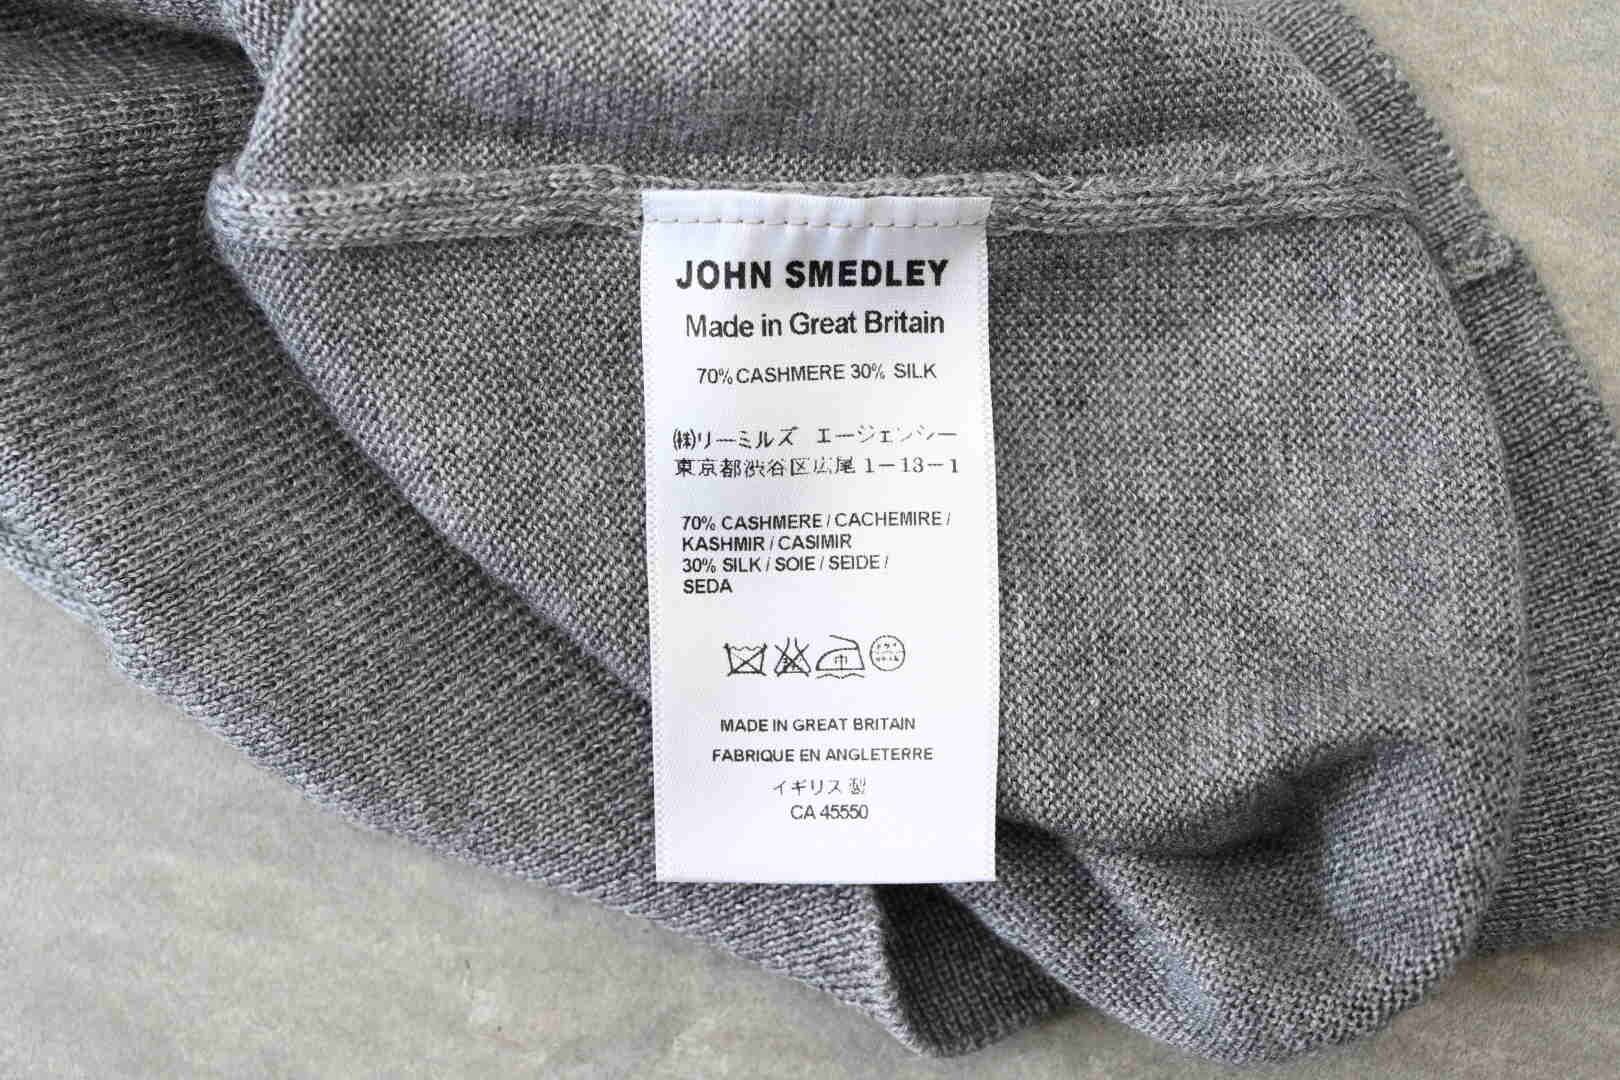 JOHN SMEDLEY
Made in Great Britain
70% CASHMERE 30% SILK
㈱リーミルズ エージェンシー
東京都渋谷区広尾1-13-1
70% CASHMERE / CACHEMIRE /
KASHMIR / CASIMIR
30% SILK / SOIE / SEIDE /
SEDA
中
MADE IN GREAT BRITAIN
FABRIQUE EN ANGLETERRE
イギリス製
CA 45550